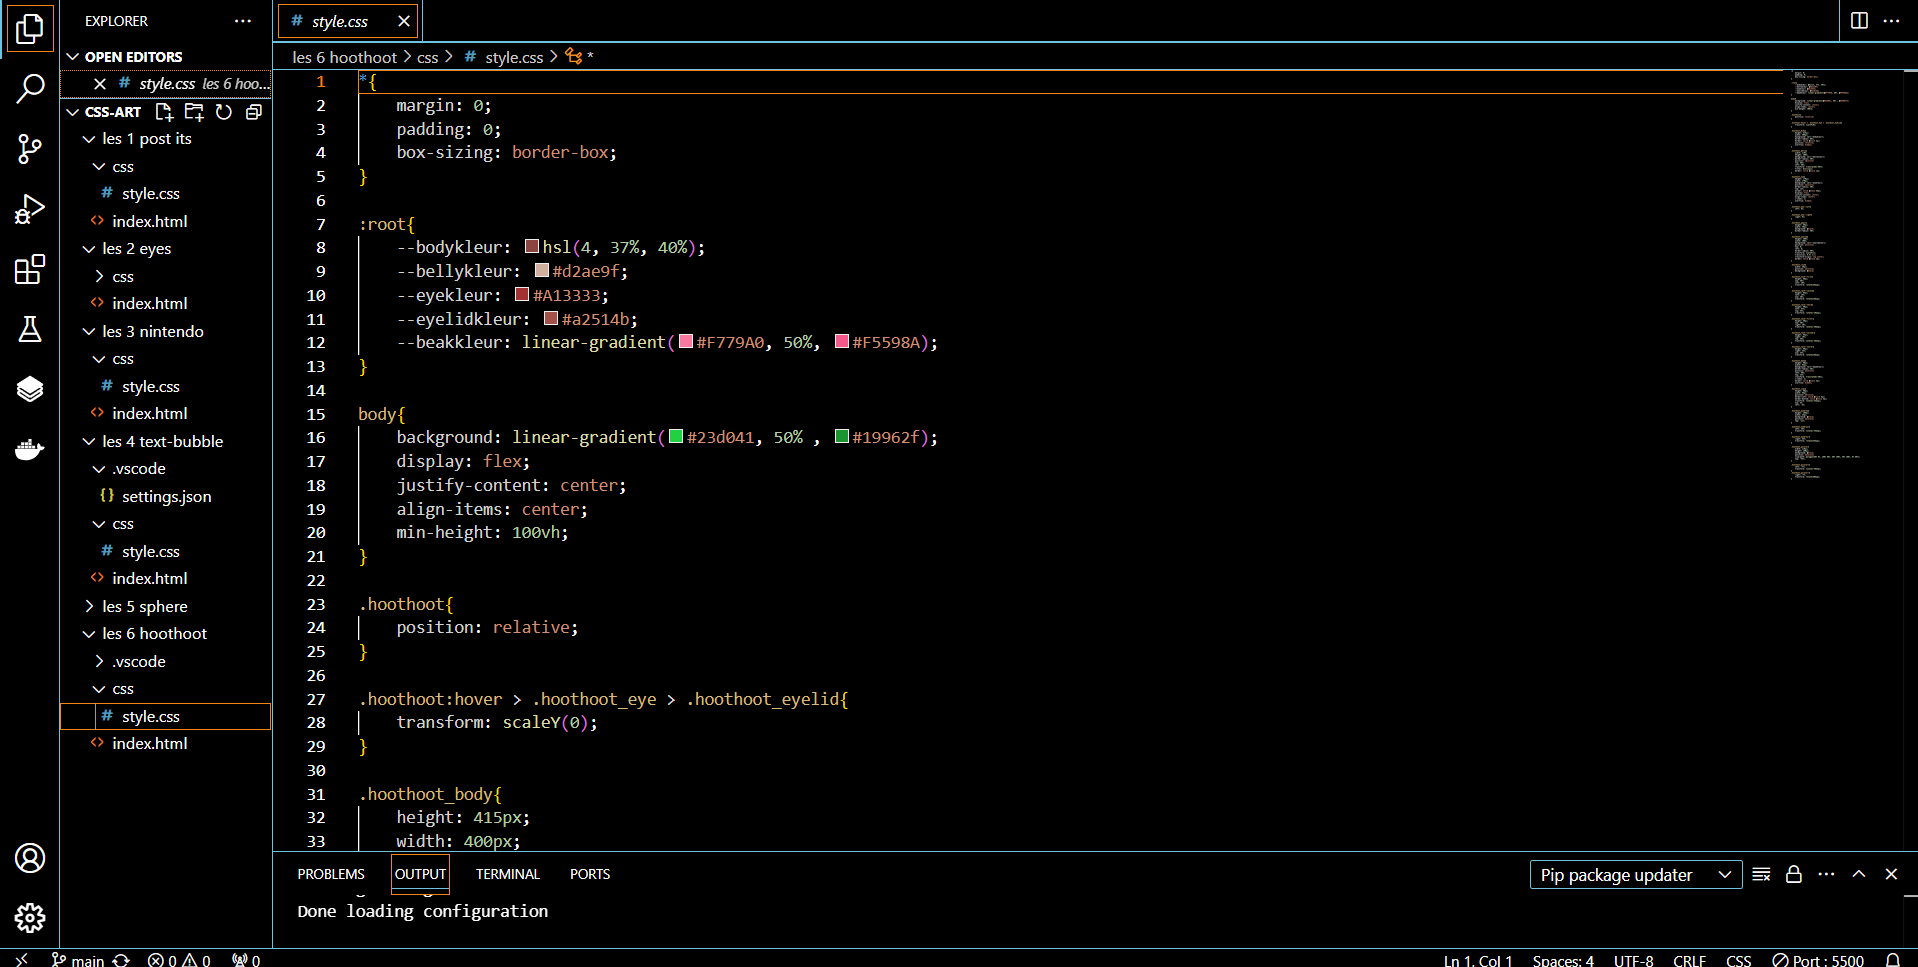 EXPLORER
OPEN EDITORS
# style.css les 6 hoo...
CSS-ART
les 1 post its
css
# style.css
<> index.html
les 2 eyes
css
<> index.html
les 3 nintendo
css
# style.css
<> index.html
les 4 text-bubble
.vscode
{} settings.json
css
# style.css
<> index.html
les 5 sphere
les 6 hoothoot
.vscode
css
# style.css
<> index.html
# style.css
les 6 hoothoot > css > # style.css > *
1 *{
2 margin: 0;
3 padding: 0;
4 box-sizing: border-box;
5 }
6
7 :root{
8 --bodykleur: hsl(4, 37%, 40%);
9 --bellykleur: #d2ae9f;
10 --eyekleur: #A13333;
11 --eyelidkleur: #a2514b;
12 --beakkleur: linear-gradient(#F779A0, 50%, #F5598A);
13 }
14
15 body{
16 background: linear-gradient(#23d041, 50% , #19962f);
17 display: flex;
18 justify-content: center;
19 align-items: center;
20 min-height: 100vh;
21 }
22
23 .hoothoot{
24 position: relative;
25 }
26
27 .hoothoot:hover > .hoothoot_eye > .hoothoot_eyelid{
28 transform: scaleY(0);
29 }
30
31 .hoothoot_body{
32 height: 415px;
33 width: 400px;
PROBLEMS OUTPUT TERMINAL PORTS
Pip package updater
Done loading configuration
main 0 0 0
Ln 1, Col 1 Spaces: 4 UTF-8 CRLF CSS Port : 5500